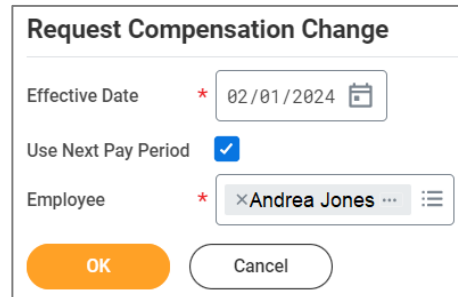 Request Compensation Change
Effective Date * 02/01/2024
Use Next Pay Period
Employee * ×Andrea Jones ···
OK Cancel